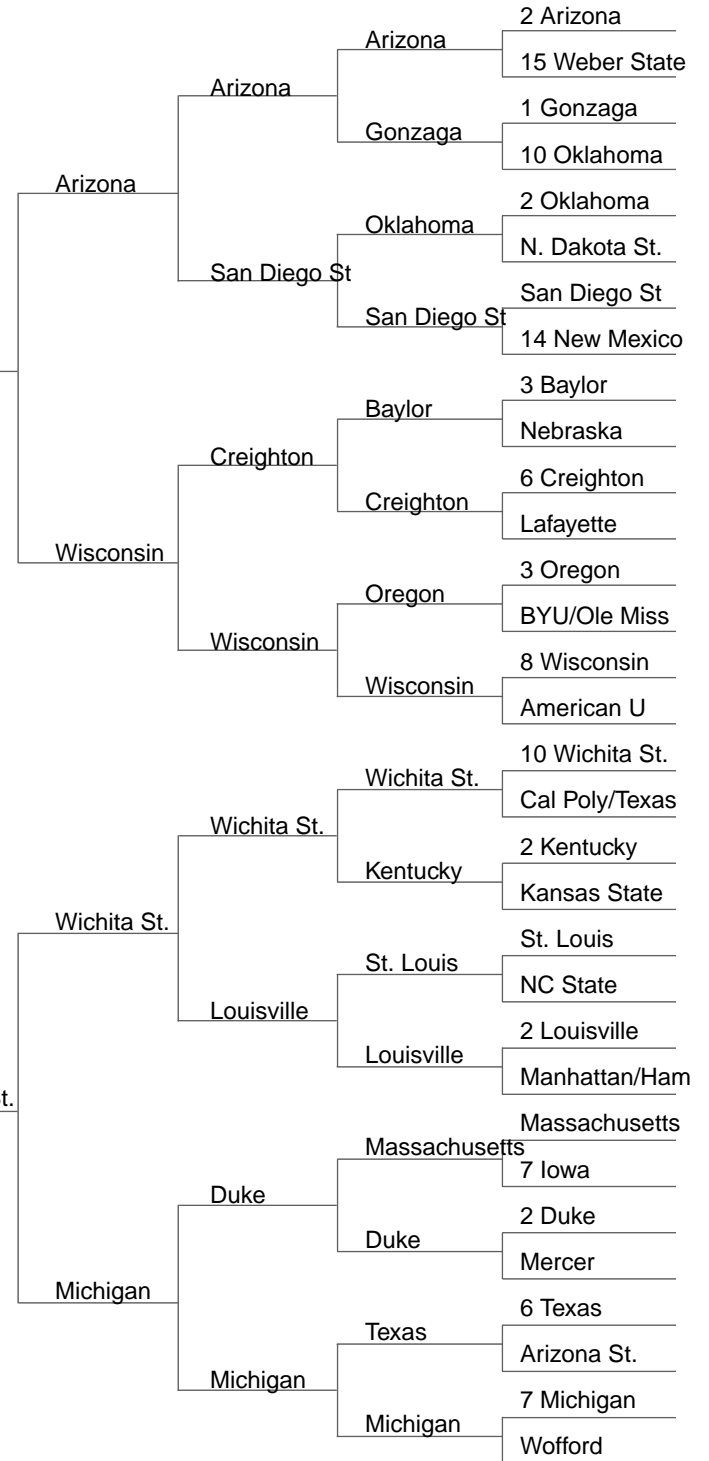 2 Arizona
Arizona
15 Weber State
Arizona
1 Gonzaga
Gonzaga
10 Oklahoma
Arizona
2 Oklahoma
Oklahoma
N. Dakota St.
San Diego St
San Diego St
San Diego St
14 New Mexico
3 Baylor
Baylor
Nebraska
Creighton
6 Creighton
Creighton
Lafayette
Wisconsin
3 Oregon
Oregon
BYU/Ole Miss
Wisconsin
8 Wisconsin
Wisconsin
American U
10 Wichita St.
Wichita St.
Cal Poly/Texas
Wichita St.
2 Kentucky
Kentucky
Kansas State
Wichita St.
St. Louis
St. Louis
NC State
Louisville
2 Louisville
Louisville
Manhattan/Ham
t.
Massachusetts
Massachusetts
7 Iowa
Duke
2 Duke
Duke
Mercer
Michigan
6 Texas
Texas
Arizona St.
Michigan
7 Michigan
Michigan
Wofford